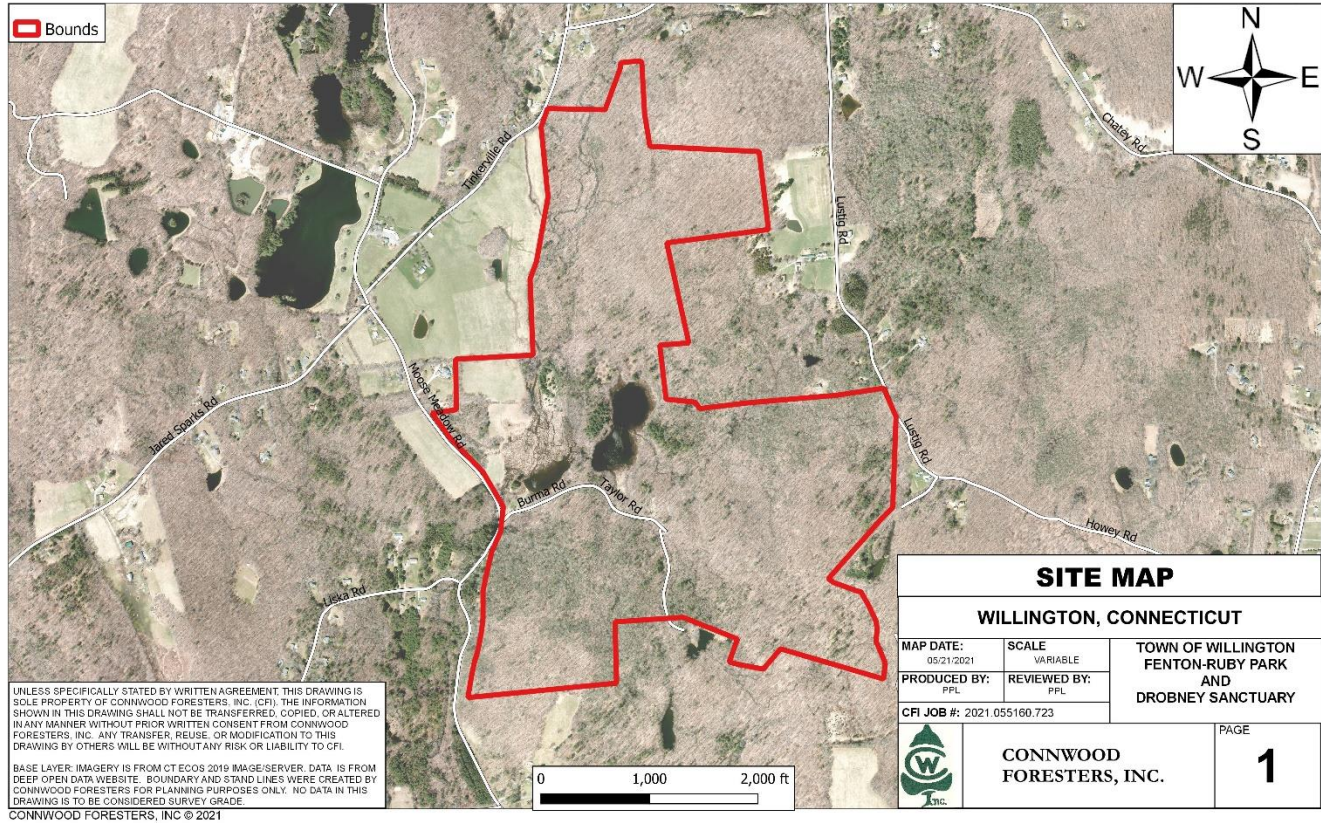 Bounds
N
W E
S
Chatey Rd
Tinkerville Rd
Lustig Rd
Moose Meadow Rd
Jared Sparks Rd
Lustig Rd
Burma Rd
Taylor Rd
Howey Rd
Liska Rd
SITE MAP
WILLINGTON, CONNECTICUT
MAP DATE:
05/21/2021
SCALE
VARIABLE
PRODUCED BY:
PPL
REVIEWED BY:
PPL
CFI JOB #: 2021.055160.723
TOWN OF WILLINGTON
FENTON-RUBY PARK
AND
DROBNEY SANCTUARY
CW
INC.
CONNWOOD
FORESTERS, INC.
PAGE
1
UNLESS SPECIFICALLY STATED BY WRITTEN AGREEMENT, THIS DRAWING IS
SOLE PROPERTY OF CONNWOOD FORESTERS, INC. (CFI). THE INFORMATION
SHOWN IN THIS DRAWING SHALL NOT BE TRANSFERRED, COPIED, OR ALTERED
IN ANY MANNER WITHOUT PRIOR WRITTEN CONSENT FROM CONNWOOD
FORESTERS, INC. ANY TRANSFER, REUSE, OR MODIFICATION TO THIS
DRAWING BY OTHERS WILL BE WITHOUT ANY RISK OR LIABILITY TO CFI.
BASE LAYER: IMAGERY IS FROM CT ECOS 2019 IMAGE/SERVER. DATA IS FROM
DEEP OPEN DATA WEBSITE. BOUNDARY AND STAND LINES WERE CREATED BY
CONNWOOD FORESTERS FOR PLANNING PURPOSES ONLY. NO DATA IN THIS
DRAWING IS TO BE CONSIDERED SURVEY GRADE.
0 1,000 2,000 ft
CONNWOOD FORESTERS, INC © 2021